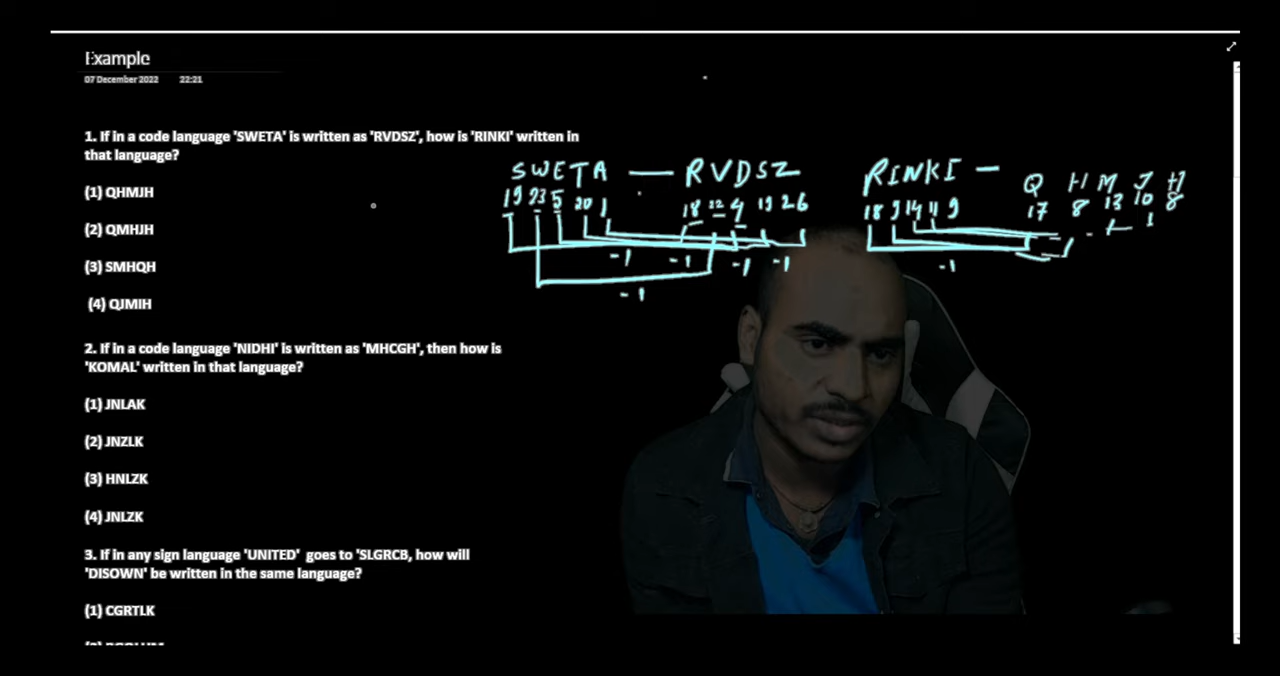 Example
07 December 2022 22:21
1. If in a code language 'SWETA' is written as 'RVDSZ', how is 'RINKI' written in
that language?
(1) QHMJH
(2) QMHJH
(3) SMHQH
(4) QJMIH
2. If in a code language 'NIDHI' is written as 'MHCGH', then how is
'KOMAL' written in that language?
(1) JNLAK
(2) JNZLK
(3) HNLZK
(4) JNLZK
3. If in any sign language 'UNITED' goes to 'SLGRCB, how will
'DISOWN' be written in the same language?
(1) CGRTLK
SWETA — RVDSZ
19 23 5 20 1 18 22 4 19 26
-1 -1 -1 -1
-1
RINKI — Q H M J H
18 9 14 11 9 17 8 13 10 8
-1